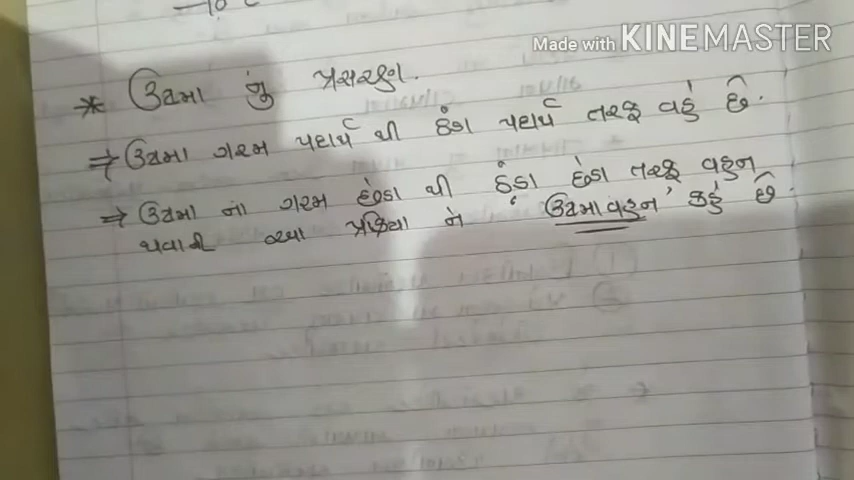 Made with KINEMASTER
* ઉષ્મા નું પ્રસરણ.
⇒ ઉષ્મા ગરમ પદાર્થ થી ઠંડા પદાર્થ તરફ વહે છે.
⇒ ઉષ્મા નાં ગરમ છેડા થી ઠંડા છેડા તરફ વહન
થવાની આ પ્રક્રિયા ને "ઉષ્માવહન" કહે છે.